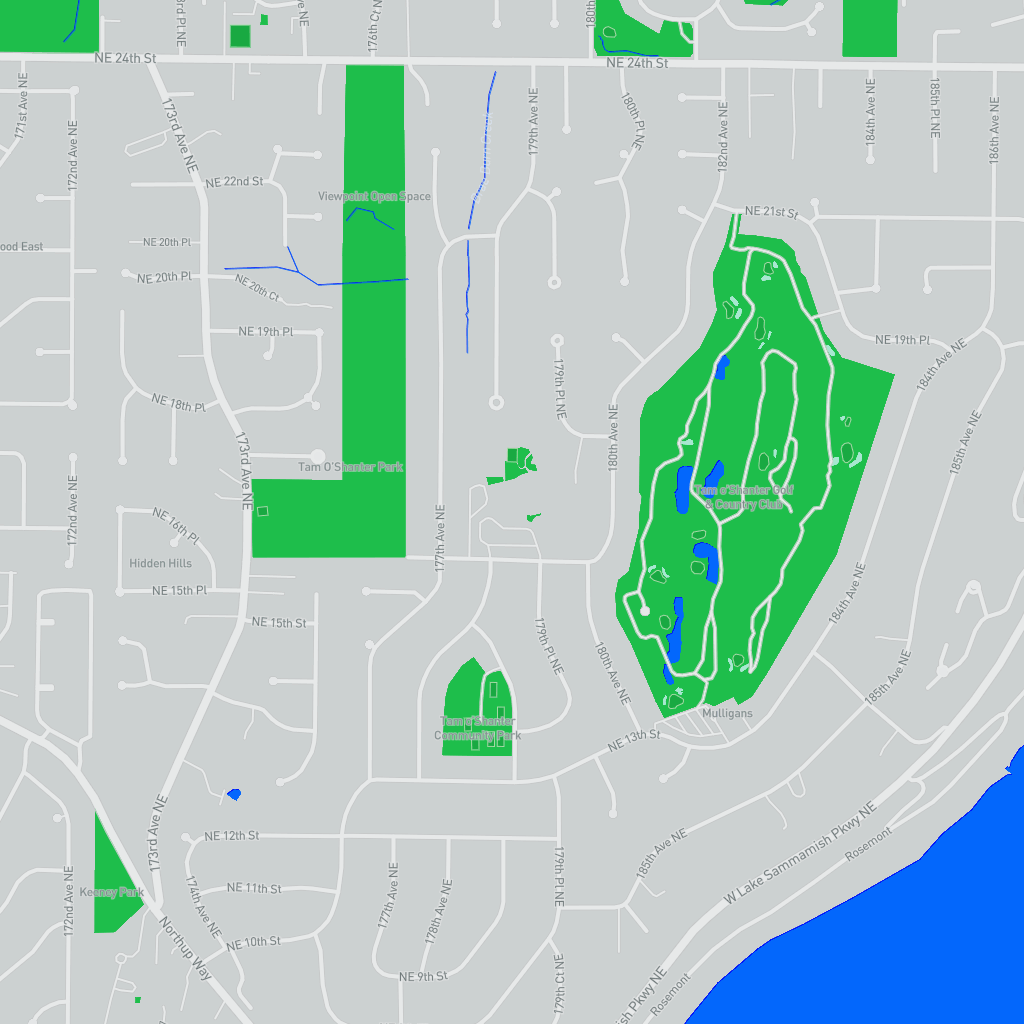 NE 24th St
NE 24th St
176th Ct NE
171st Ave NE
172nd Ave NE
173rd Ave NE
179th Ave NE
180th Pl NE
182nd Ave NE
184th Ave NE
185th Pl NE
186th Ave NE
NE 22nd St
Viewpoint Open Space
NE 21st St
NE 20th Pl
ood East
NE 20th Pl
NE 20th Ct
NE 19th Pl
NE 19th Pl
184th Ave NE
179th Pl NE
NE 18th Pl
180th Ave NE
185th Ave NE
173rd Ave NE
Tam O'Shanter Park
Tam o'Shanter Golf
& Country Club
172nd Ave NE
NE 16th Pl
177th Ave NE
Hidden Hills
NE 15th Pl
184th Ave NE
NE 15th St
179th Pl NE
180th Ave NE
185th Ave NE
Tam o'Shanter
Community Park
Mulligans
NE 13th St
173rd Ave NE
NE 12th St
W Lake Sammamish Pkwy NE
Rosemont
185th Ave NE
172nd Ave NE
Keeney Park
174th Ave NE
NE 11th St
177th Ave NE
178th Ave NE
179th Pl NE
Northup Way
NE 10th St
NE 9th St
179th Ct NE
sh Pkwy NE
Rosemont